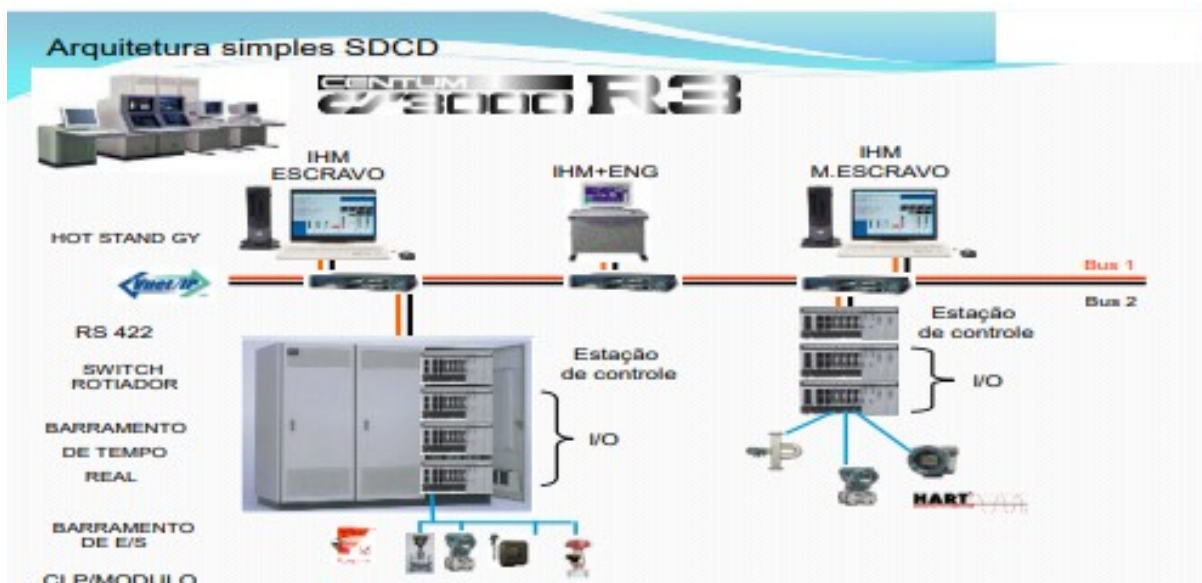 Arquitetura simples SDCD
CENTUM
CS 3000 R3
IHM
ESCRAVO
IHM+ENG
IHM
M.ESCRAVO
HOT STAND GY
Vnet/IP
Bus 1
Bus 2
RS 422
SWITCH
ROTIADOR
BARRAMENTO
DE TEMPO
REAL
BARRAMENTO
DE E/S
CLP/MODULO
Estação
de controle
I/O
Estação
de controle
I/O
HART